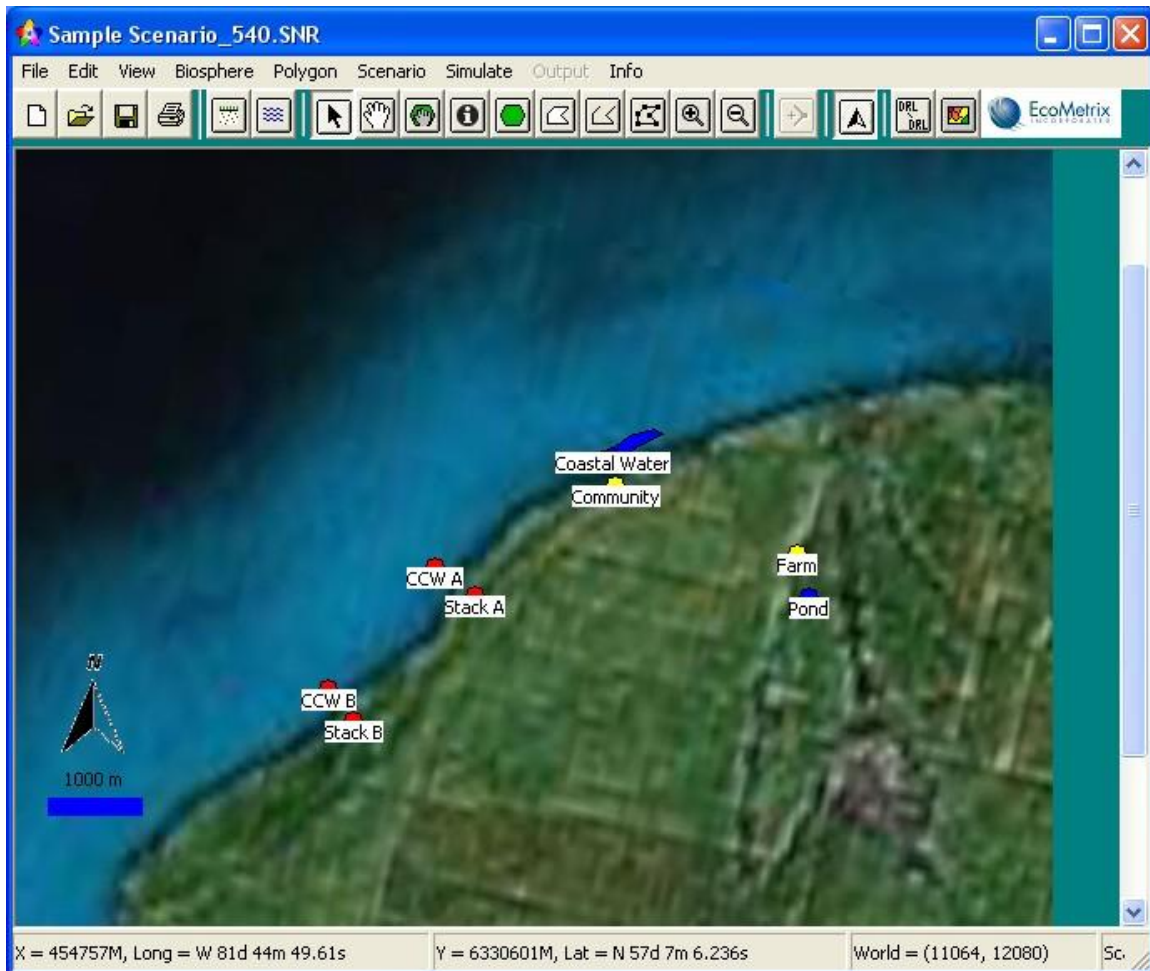 Sample Scenario_540.SNR
File Edit View Biosphere Polygon Scenario Simulate Output Info
DRL DRL EcoMetrix
INCORPORATED
Coastal Water
Community
Farm
CCW A
Stack A
Pond
N
CCW B
Stack B
1000 m
X = 454757M, Long = W 81d 44m 49.61s Y = 6330601M, Lat = N 57d 7m 6.236s World = (11064, 12080) Sc.